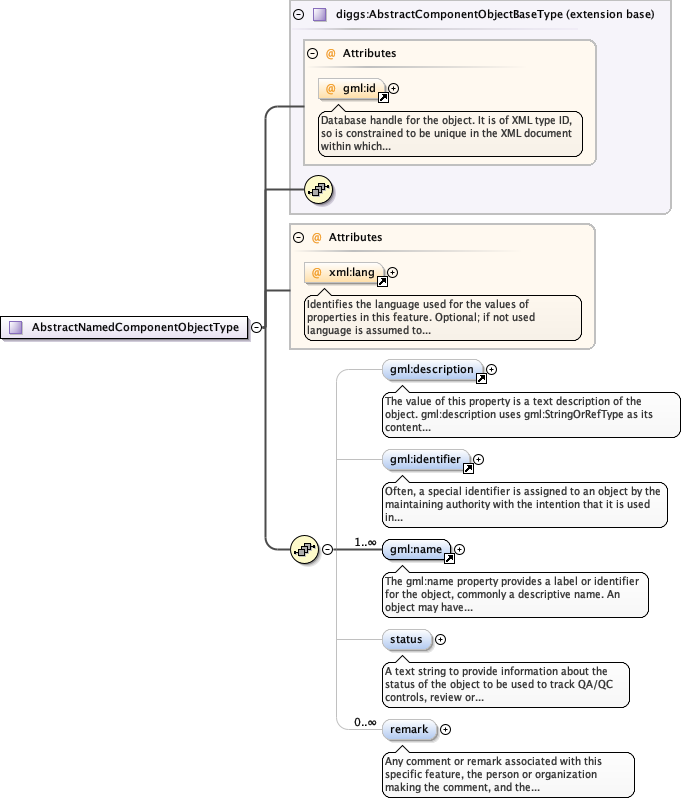 diggs:AbstractComponentObjectBaseType (extension base)
@ Attributes
@ gml:id
Database handle for the object. It is of XML type ID,
so is constrained to be unique in the XML document
within which...
@ Attributes
@ xml:lang
Identifies the language used for the values of
properties in this feature. Optional; if not used
language is assumed to...
AbstractNamedComponentObjectType
gml:description
The value of this property is a text description of the
object. gml:description uses gml:StringOrRefType as its
content...
gml:identifier
Often, a special identifier is assigned to an object by the
maintaining authority with the intention that it is used
in...
1..∞
gml:name
The gml:name property provides a label or identifier
for the object, commonly a descriptive name. An
object may have...
status
A text string to provide information about the
status of the object to be used to track QA/QC
controls, review or...
0..∞
remark
Any comment or remark associated with this
specific feature, the person or organization
making the comment, and the...